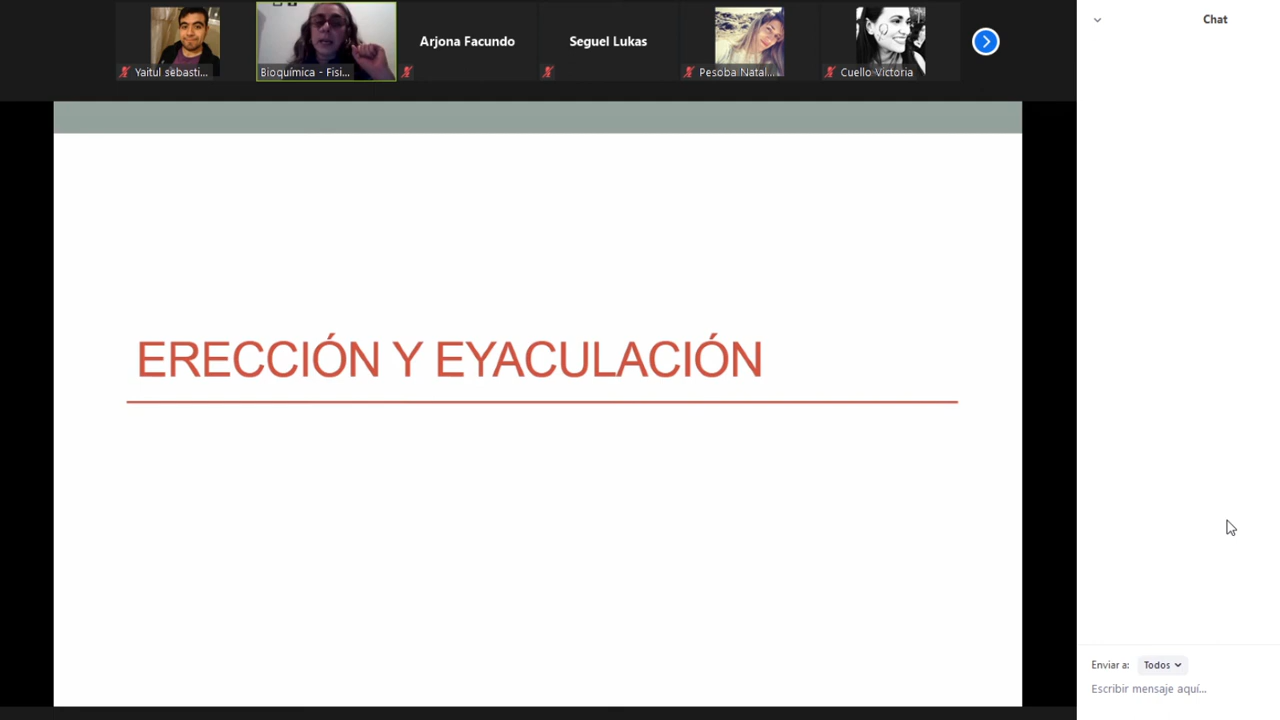 Chat
Arjona Facundo
Seguel Lukas
Yaitul sebasti...
Bioquímica - Fisi...
Pesoba Natal...
Cuello Victoria
ERECCIÓN Y EYACULACIÓN
Enviar a: Todos
Escribir mensaje aquí...